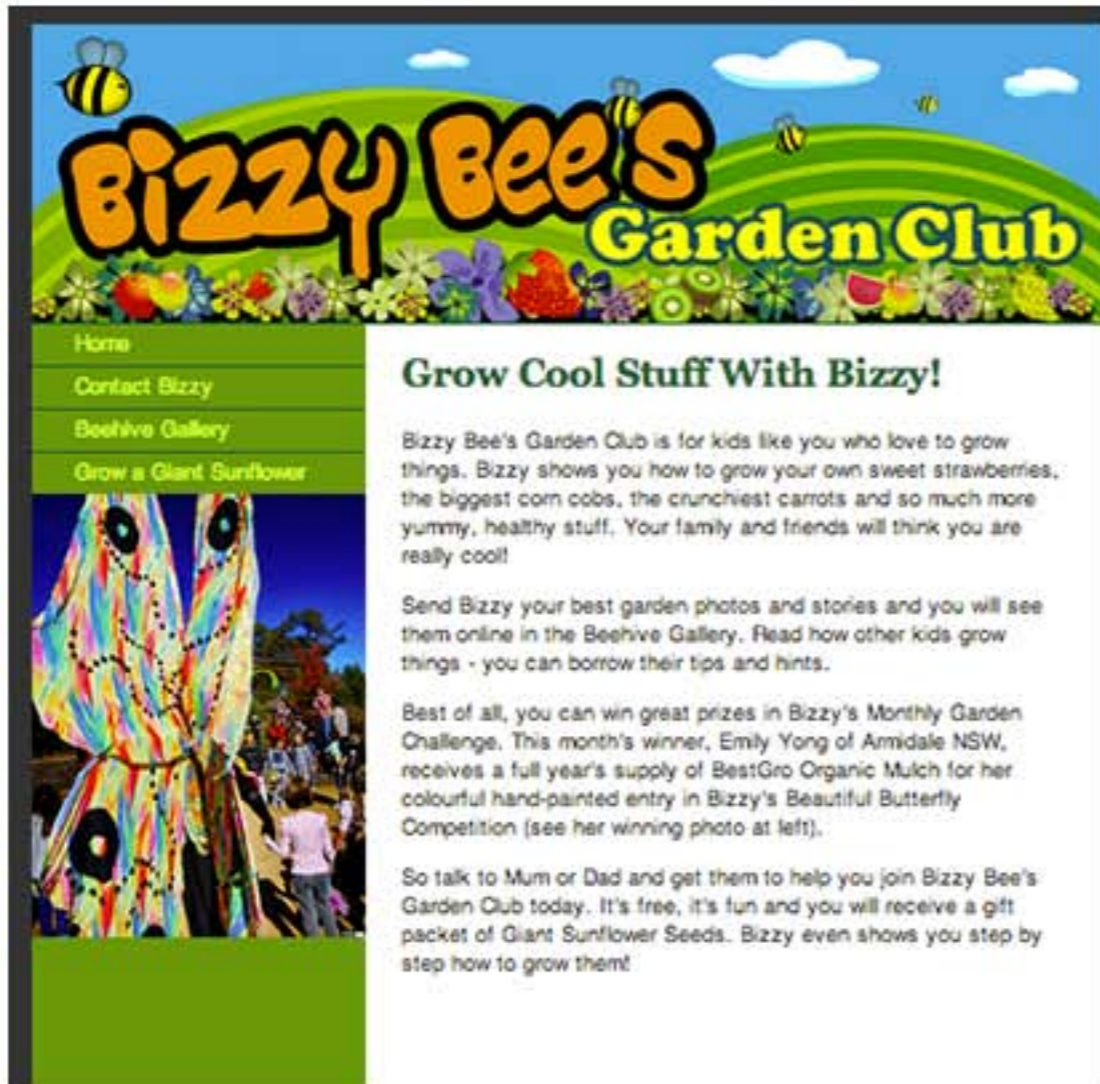 Bizzy Bee's
Garden Club
Home
Contact Bizzy
Beehive Gallery
Grow a Giant Sunflower
Grow Cool Stuff With Bizzy!
Bizzy Bee's Garden Club is for kids like you who love to grow
things. Bizzy shows you how to grow your own sweet strawberries,
the biggest corn cobs, the crunchiest carrots and so much more
yummy, healthy stuff. Your family and friends will think you are
really cool!
Send Bizzy your best garden photos and stories and you will see
them online in the Beehive Gallery. Read how other kids grow
things - you can borrow their tips and hints.
Best of all, you can win great prizes in Bizzy's Monthly Garden
Challenge. This month's winner, Emily Yong of Armidale NSW,
receives a full year's supply of BestGro Organic Mulch for her
colourful hand-painted entry in Bizzy's Beautiful Butterfly
Competition (see her winning photo at left).
So talk to Mum or Dad and get them to help you join Bizzy Bee's
Garden Club today. It's free, it's fun and you will receive a gift
packet of Giant Sunflower Seeds. Bizzy even shows you step by
step how to grow them!